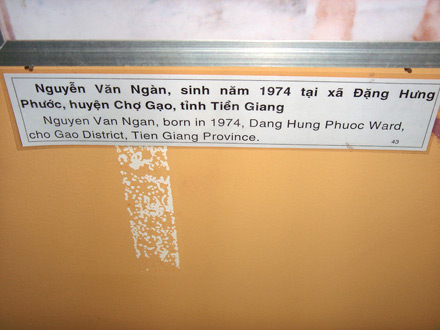 Nguyễn Văn Ngàn, sinh năm 1974 tại xã Đặng Hưng
Phước, huyện Chợ Gạo, tỉnh Tiền Giang
Nguyen Van Ngan, born in 1974, Dang Hung Phuoc Ward,
cho Gao District, Tien Giang Province.
43